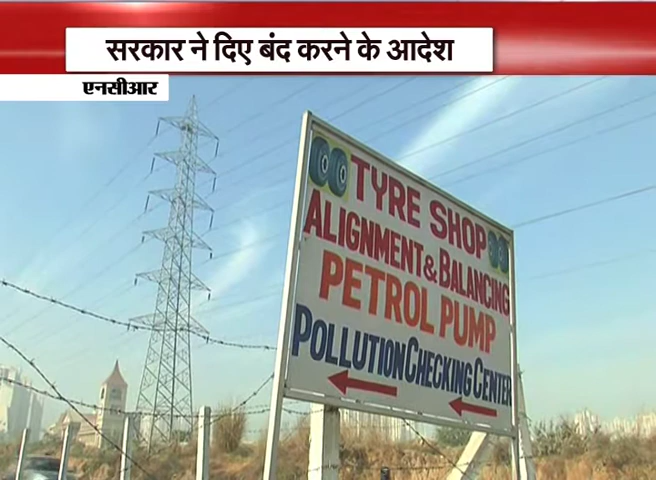 सरकार ने दिए बंद करने के आदेश
एनसीआर
TYRE SHOP
ALIGNMENT & BALANCING
PETROL PUMP
POLLUTION CHECKING CENTER